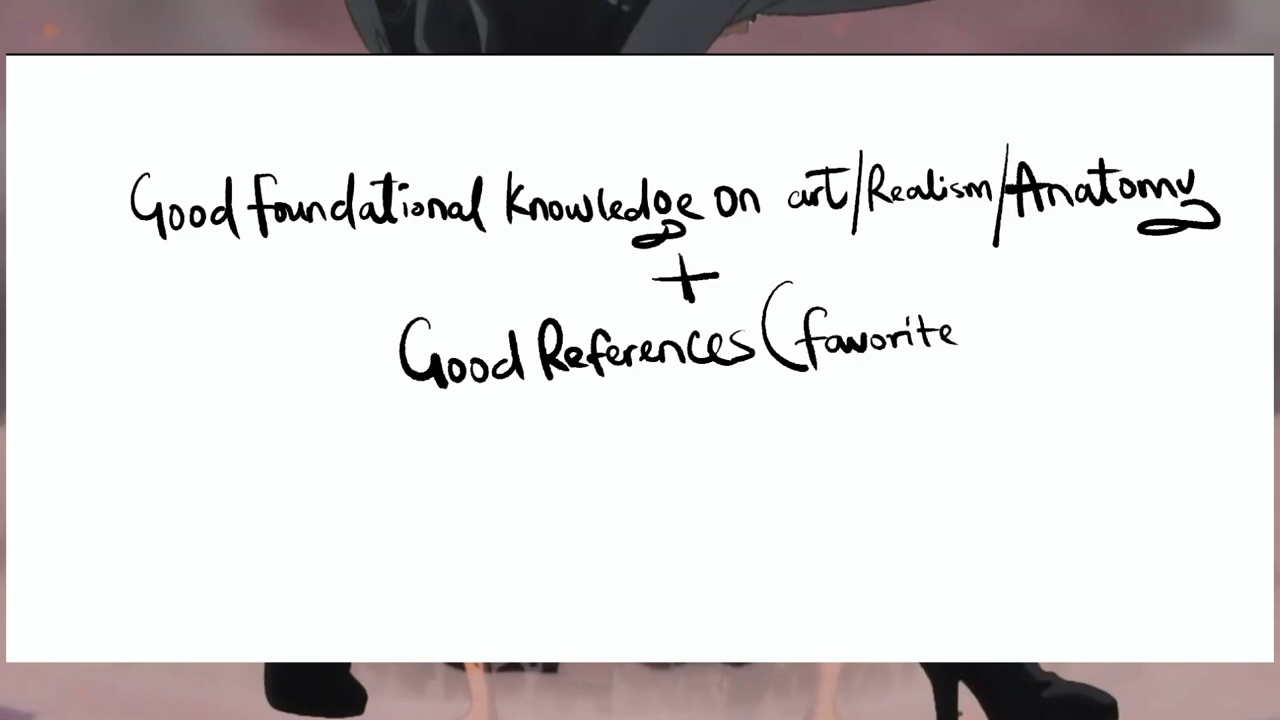 Good foundational knowledge on art/Realism/Anatomy
+
Good References (favorite